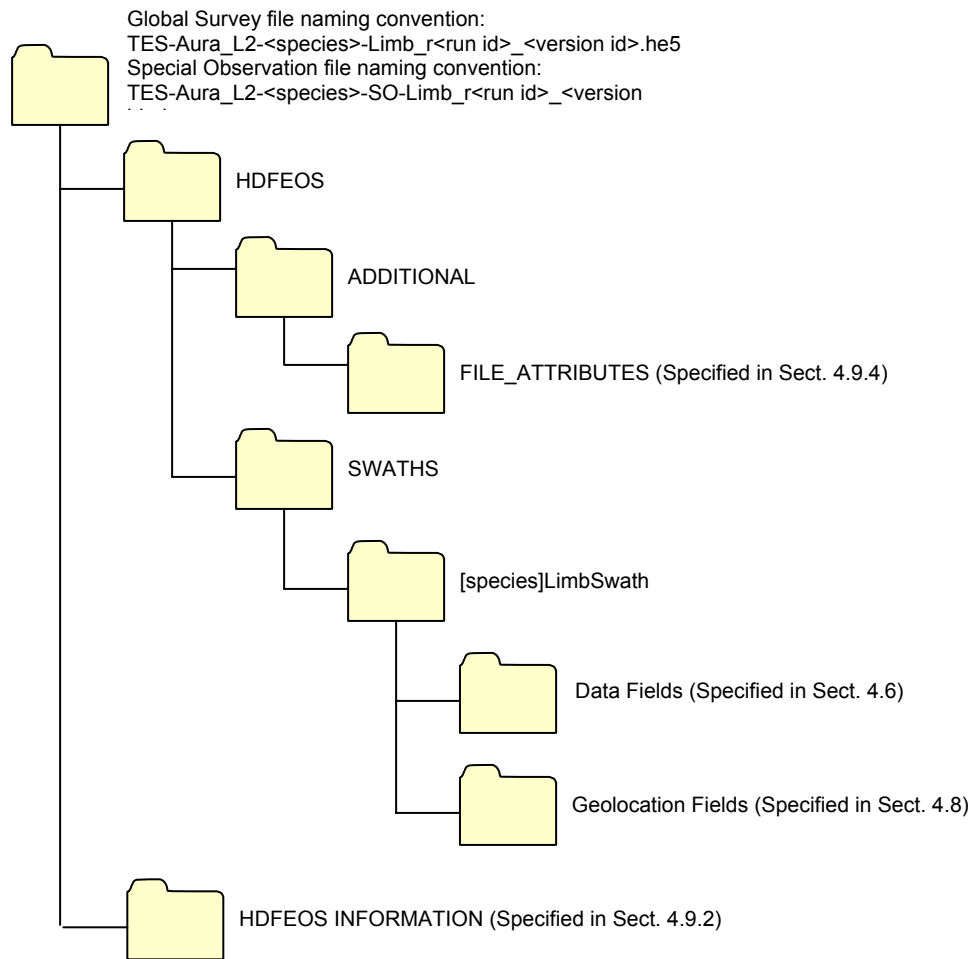 Global Survey file naming convention:
TES-Aura_L2-<species>-Limb_r<run id>_<version id>.he5
Special Observation file naming convention:
TES-Aura_L2-<species>-SO-Limb_r<run id>_<version
HDFEOS
ADDITIONAL
FILE_ATTRIBUTES (Specified in Sect. 4.9.4)
SWATHS
[species]LimbSwath
Data Fields (Specified in Sect. 4.6)
Geolocation Fields (Specified in Sect. 4.8)
HDFEOS INFORMATION (Specified in Sect. 4.9.2)